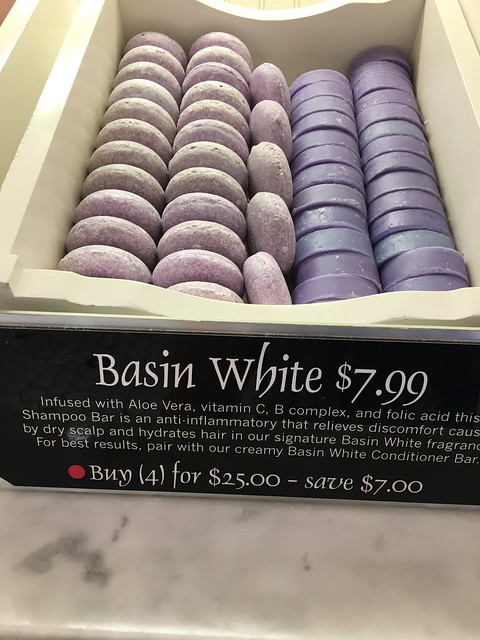 Basin White $7.99
Infused with Aloe Vera, vitamin C, B complex, and folic acid this
Shampoo Bar is an anti-inflammatory that relieves discomfort
by dry scalp and hydrates hair in our signature Basin White
For best results, pair with our creamy Basin White Conditioner Bar.
Buy (4) for $25.00 – save $7.00